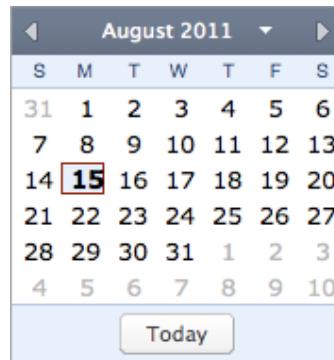 August 2011
S M T W T F S
31 1 2 3 4 5 6
7 8 9 10 11 12 13
14 15 16 17 18 19 20
21 22 23 24 25 26 27
28 29 30 31 1 2 3
4 5 6 7 8 9 10
Today